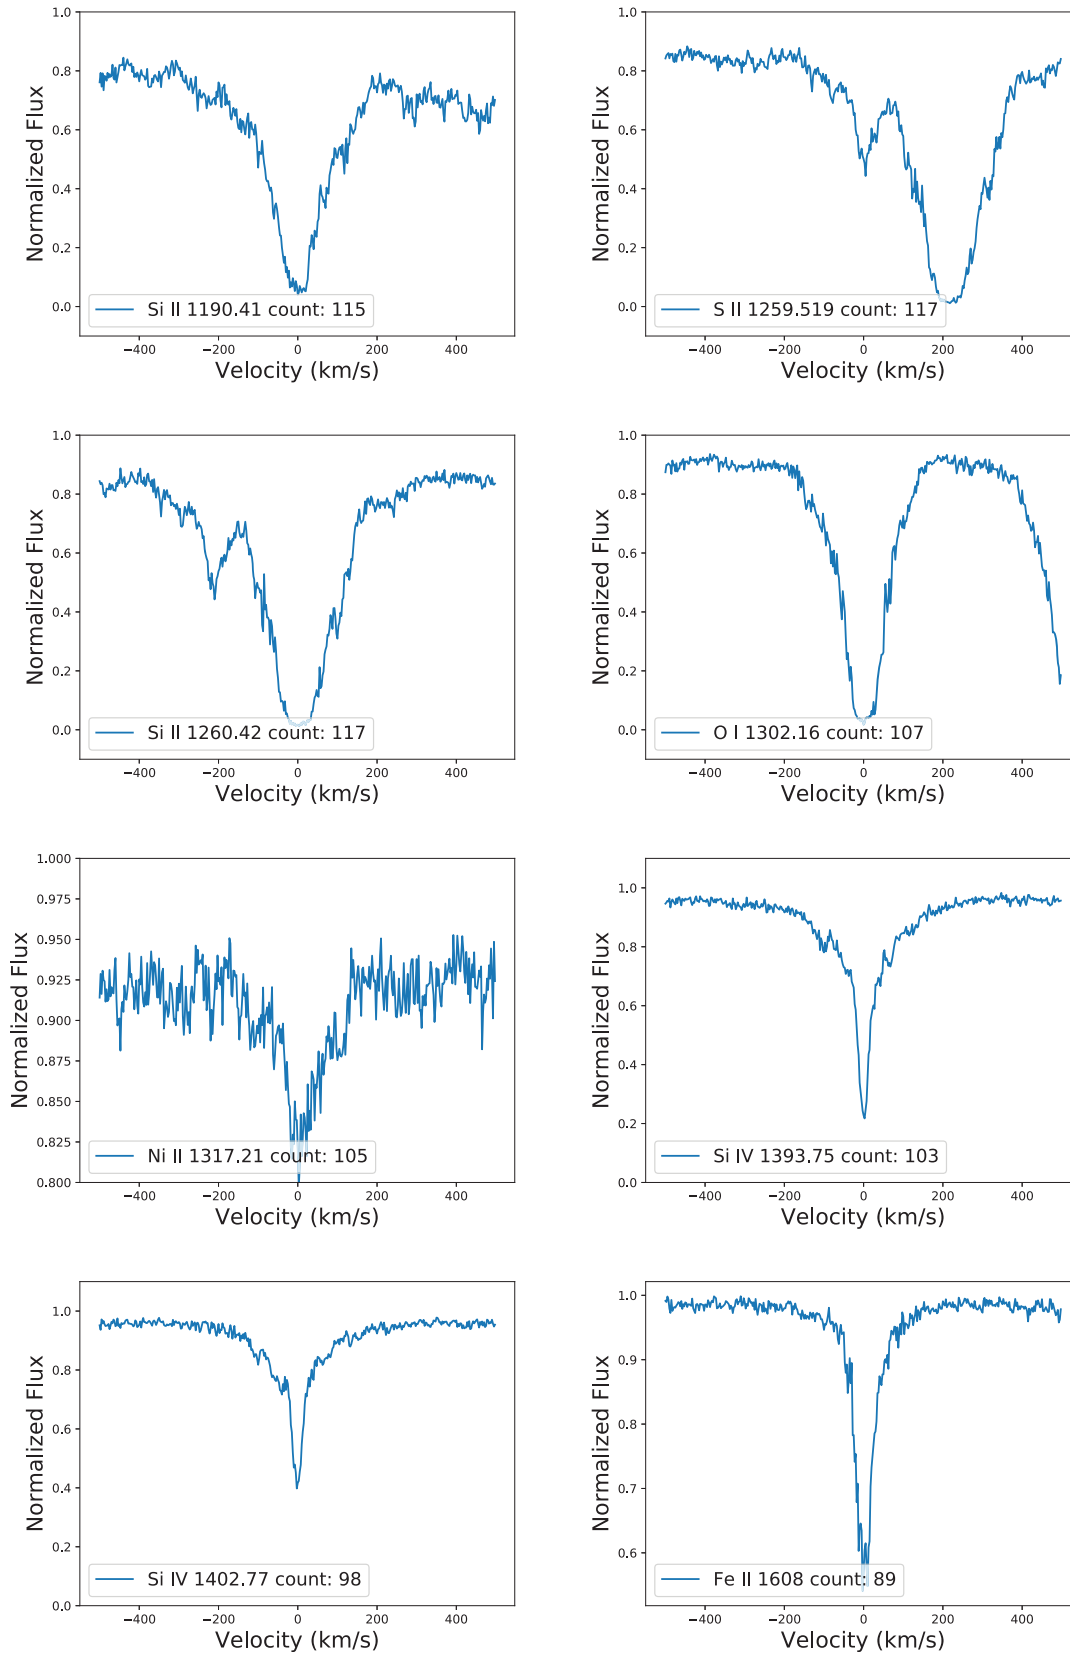 1.0
0.8
0.6
0.4
0.2
0.0
Normalized Flux
Si II 1190.41 count: 115
−400 −200 0 200 400
Velocity (km/s)
1.0
0.8
0.6
0.4
0.2
0.0
Normalized Flux
S II 1259.519 count: 117
−400 −200 0 200 400
Velocity (km/s)
1.0
0.8
0.6
0.4
0.2
0.0
Normalized Flux
Si II 1260.42 count: 117
−400 −200 0 200 400
Velocity (km/s)
1.0
0.8
0.6
0.4
0.2
0.0
Normalized Flux
O I 1302.16 count: 107
−400 −200 0 200 400
Velocity (km/s)
1.000
0.975
0.950
0.925
0.900
0.875
0.850
0.825
0.800
Normalized Flux
Ni II 1317.21 count: 105
−400 −200 0 200 400
Velocity (km/s)
1.0
0.8
0.6
0.4
0.2
0.0
Normalized Flux
Si IV 1393.75 count: 103
−400 −200 0 200 400
Velocity (km/s)
1.0
0.8
0.6
0.4
0.2
0.0
Normalized Flux
Si IV 1402.77 count: 98
−400 −200 0 200 400
Velocity (km/s)
1.0
0.9
0.8
0.7
0.6
Normalized Flux
Fe II 1608 count: 89
−400 −200 0 200 400
Velocity (km/s)